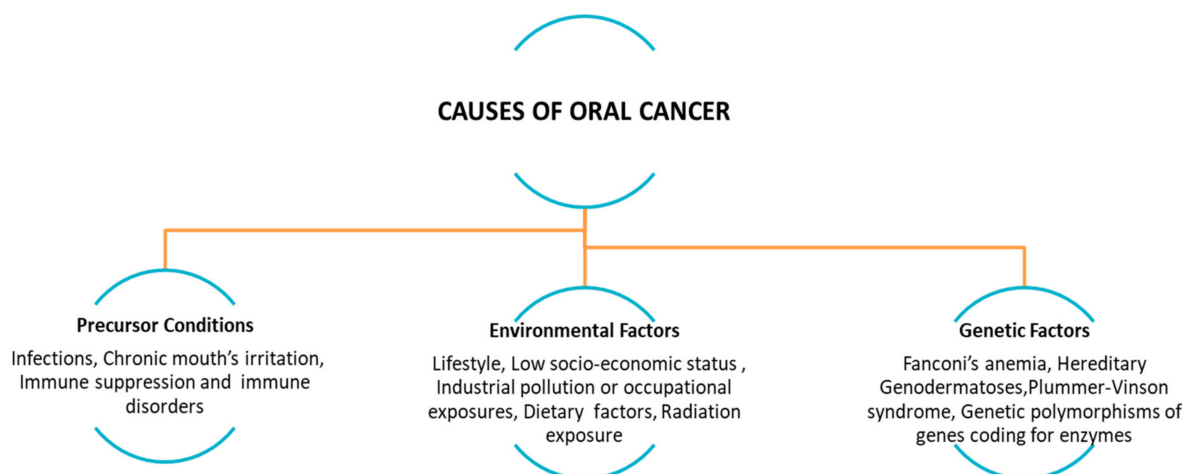 CAUSES OF ORAL CANCER
Precursor Conditions
Infections, Chronic mouth’s irritation,
Immune suppression and immune
disorders
Environmental Factors
Lifestyle, Low socio-economic status ,
Industrial pollution or occupational
exposures, Dietary factors, Radiation
exposure
Genetic Factors
Fanconi’s anemia, Hereditary
Genodermatoses,Plummer-Vinson
syndrome, Genetic polymorphisms of
genes coding for enzymes